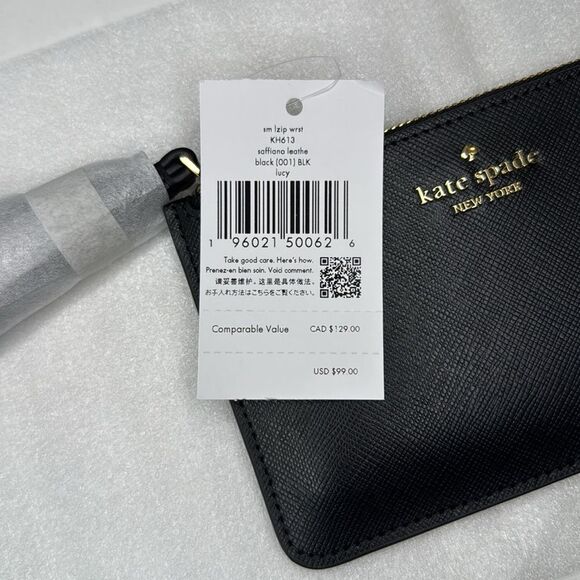 sm lzip wrst
KH613
saffiano leathe
black (001) BLK
lucy
1 96021 50062 6
Take good care. Here's how.
Prenez-en bien soin. Voici comment.
请妥善维护。这里是具体做法。
お手入れ方法はこちらをご覧ください。
Comparable Value CAD $129.00
USD $99.00
kate spade
NEW YORK